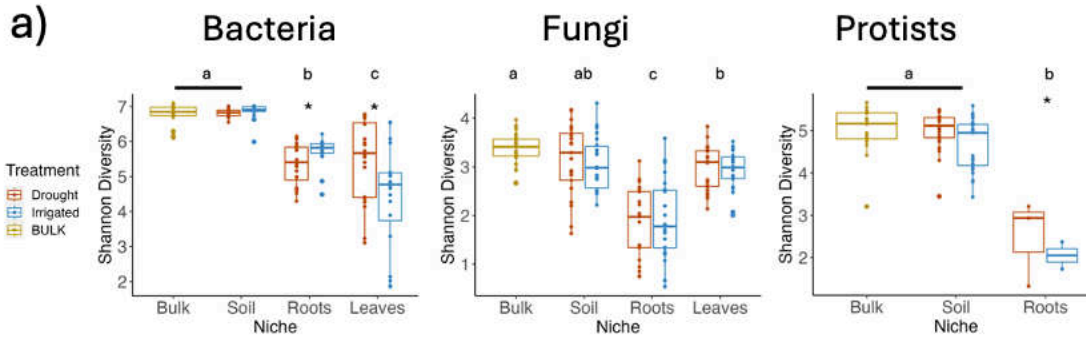 a)
Bacteria
Fungi
Protists
a
b
c
a
ab
c
b
a
b
*
*
*
7
6
5
4
3
2
Shannon Diversity
Bulk
Soil
Roots
Leaves
Niche
4
3
2
1
Shannon Diversity
Bulk
Soil
Roots
Leaves
Niche
5
4
3
2
Shannon Diversity
Bulk
Soil
Roots
Niche
Treatment
Drought
Irrigated
BULK